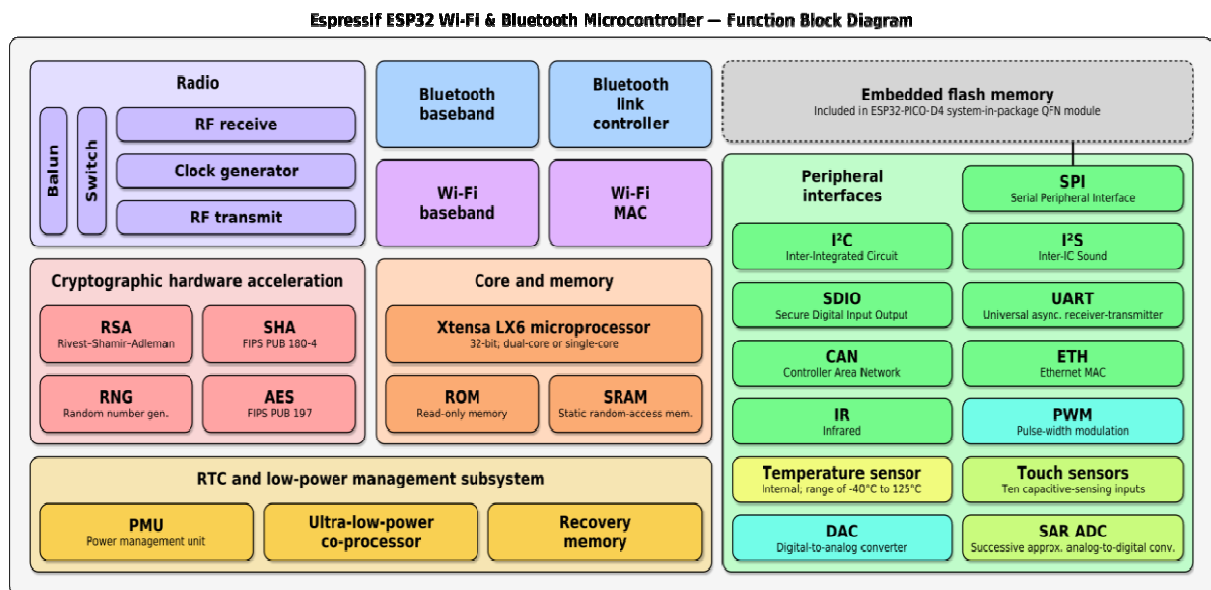 Espressif ESP32 Wi-Fi & Bluetooth Microcontroller — Function Block Diagram
Radio
Balun
Switch
RF receive
Clock generator
RF transmit
Bluetooth
baseband
Bluetooth
link
controller
Wi-Fi
baseband
Wi-Fi
MAC
Embedded flash memory
Included in ESP32-PICO-D4 system-in-package QFN module
Cryptographic hardware acceleration
RSA
Rivest–Shamir–Adleman
SHA
FIPS PUB 180-4
RNG
Random number gen.
AES
FIPS PUB 197
Core and memory
Xtensa LX6 microprocessor
32-bit; dual-core or single-core
ROM
Read-only memory
SRAM
Static random-access mem.
RTC and low-power management subsystem
PMU
Power management unit
Ultra-low-power
co-processor
Recovery
memory
Peripheral
interfaces
SPI
Serial Peripheral Interface
I²C
Inter-Integrated Circuit
I²S
Inter-IC Sound
SDIO
Secure Digital Input Output
UART
Universal async. receiver-transmitter
CAN
Controller Area Network
ETH
Ethernet MAC
IR
Infrared
PWM
Pulse-width modulation
Temperature sensor
Internal; range of -40°C to 125°C
Touch sensors
Ten capacitive-sensing inputs
DAC
Digital-to-analog converter
SAR ADC
Successive approx. analog-to-digital conv.